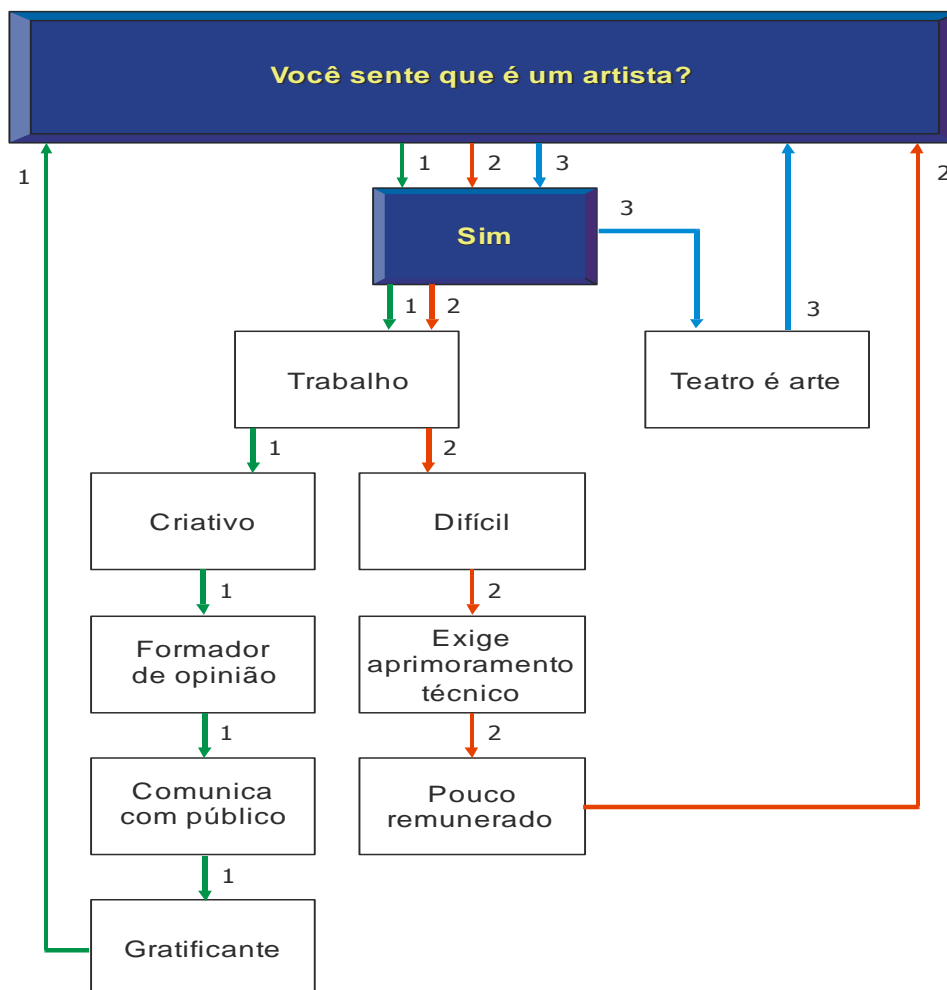 Você sente que é um artista?
1
1
2
3
2
Sim
3
1
2
3
Trabalho
Teatro é arte
1
2
Criativo
Difícil
1
2
Formador
de opinião
Exige
aprimoramento
técnico
1
2
Comunica
com público
Pouco
remunerado
1
Gratificante